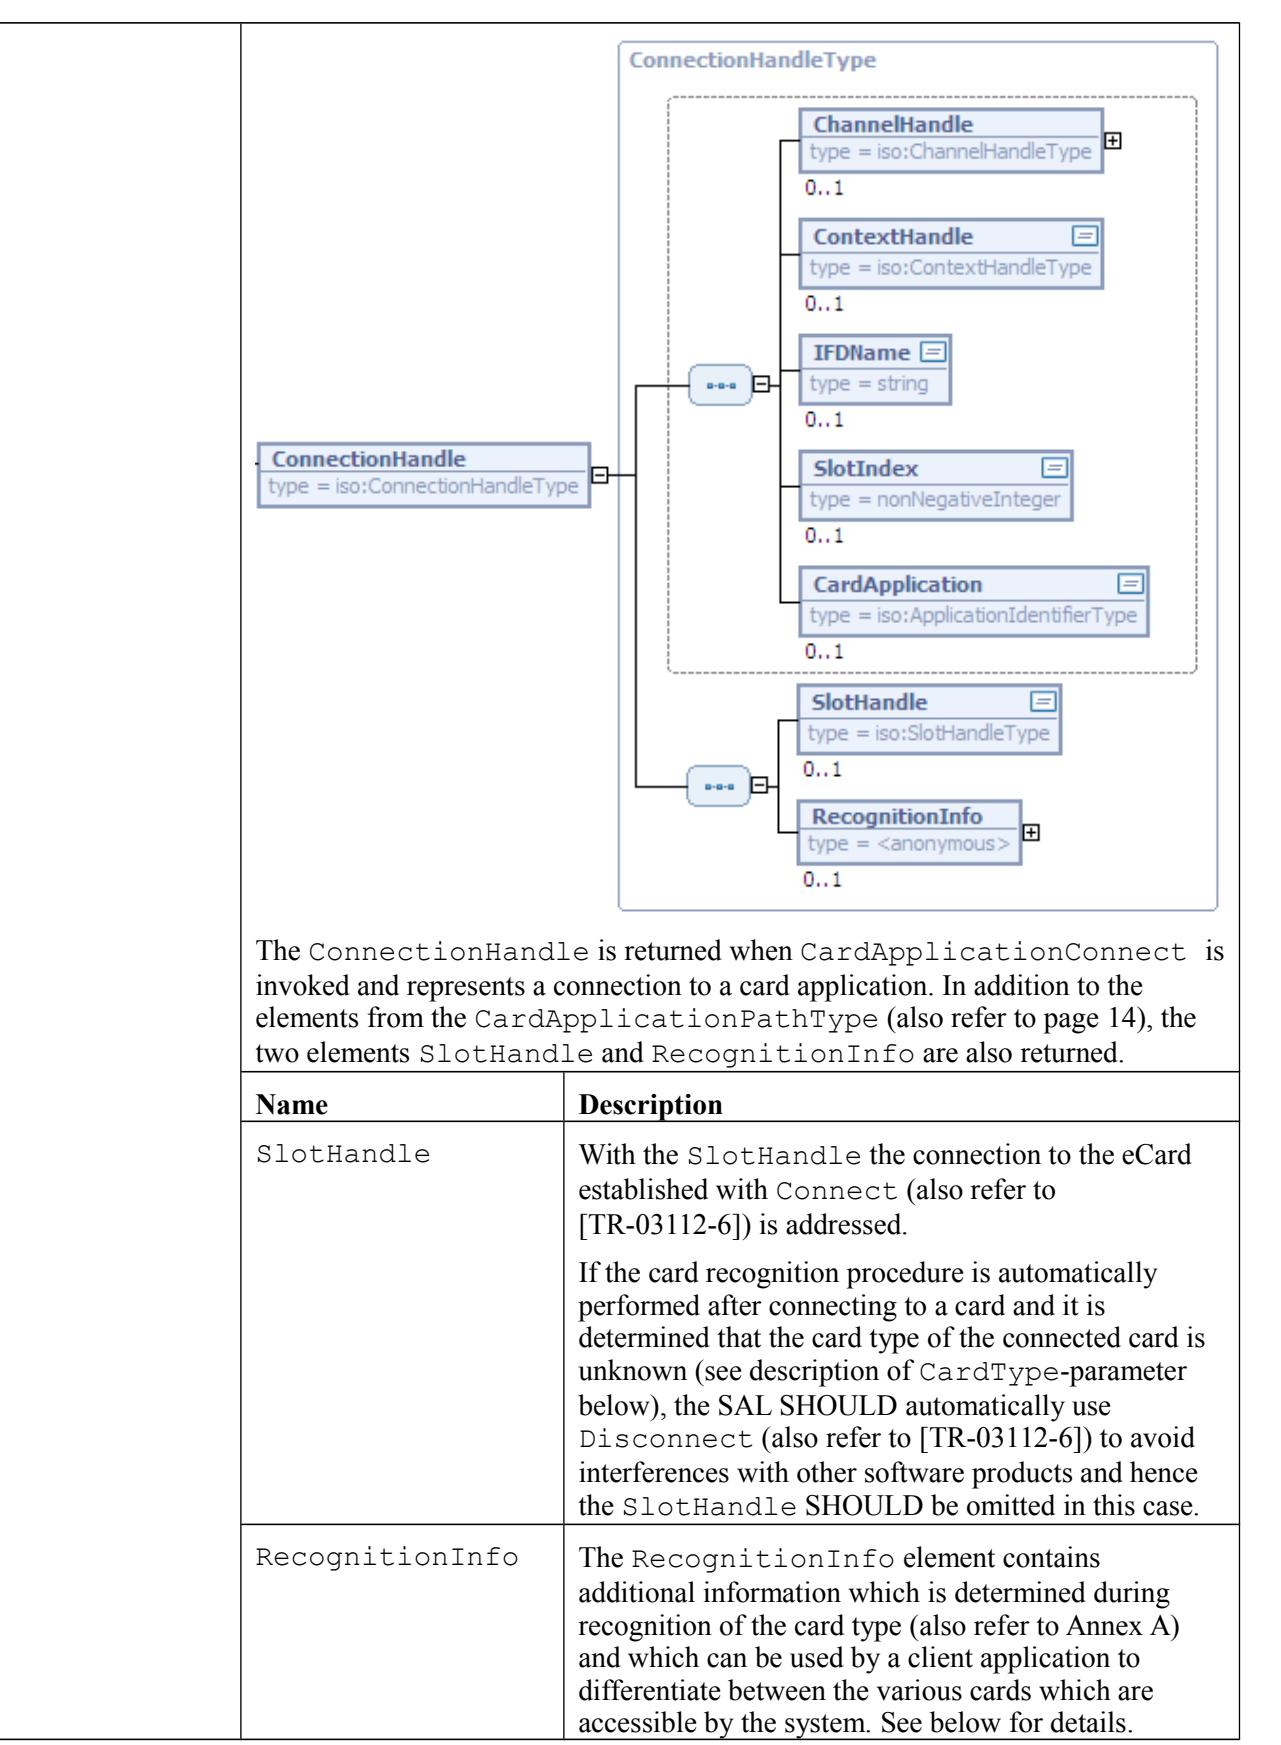 ConnectionHandleType
ChannelHandle
type = iso:ChannelHandleType
0..1
ContextHandle
type = iso:ContextHandleType
0..1
IFDName
type = string
0..1
ConnectionHandle
type = iso:ConnectionHandleType
SlotIndex
type = nonNegativeInteger
0..1
CardApplication
type = iso:ApplicationIdentifierType
0..1
SlotHandle
type = iso:SlotHandleType
0..1
RecognitionInfo
type = <anonymous>
0..1
The ConnectionHandle is returned when CardApplicationConnect is
invoked and represents a connection to a card application. In addition to the
elements from the CardApplicationPathType (also refer to page 14), the
two elements SlotHandle and RecognitionInfo are also returned.
Name Description
SlotHandle With the SlotHandle the connection to the eCard
established with Connect (also refer to
[TR-03112-6]) is addressed.
If the card recognition procedure is automatically
performed after connecting to a card and it is
determined that the card type of the connected card is
unknown (see description of CardType-parameter
below), the SAL SHOULD automatically use
Disconnect (also refer to [TR-03112-6]) to avoid
interferences with other software products and hence
the SlotHandle SHOULD be omitted in this case.
RecognitionInfo The RecognitionInfo element contains
additional information which is determined during
recognition of the card type (also refer to Annex A)
and which can be used by a client application to
differentiate between the various cards which are
accessible by the system. See below for details.